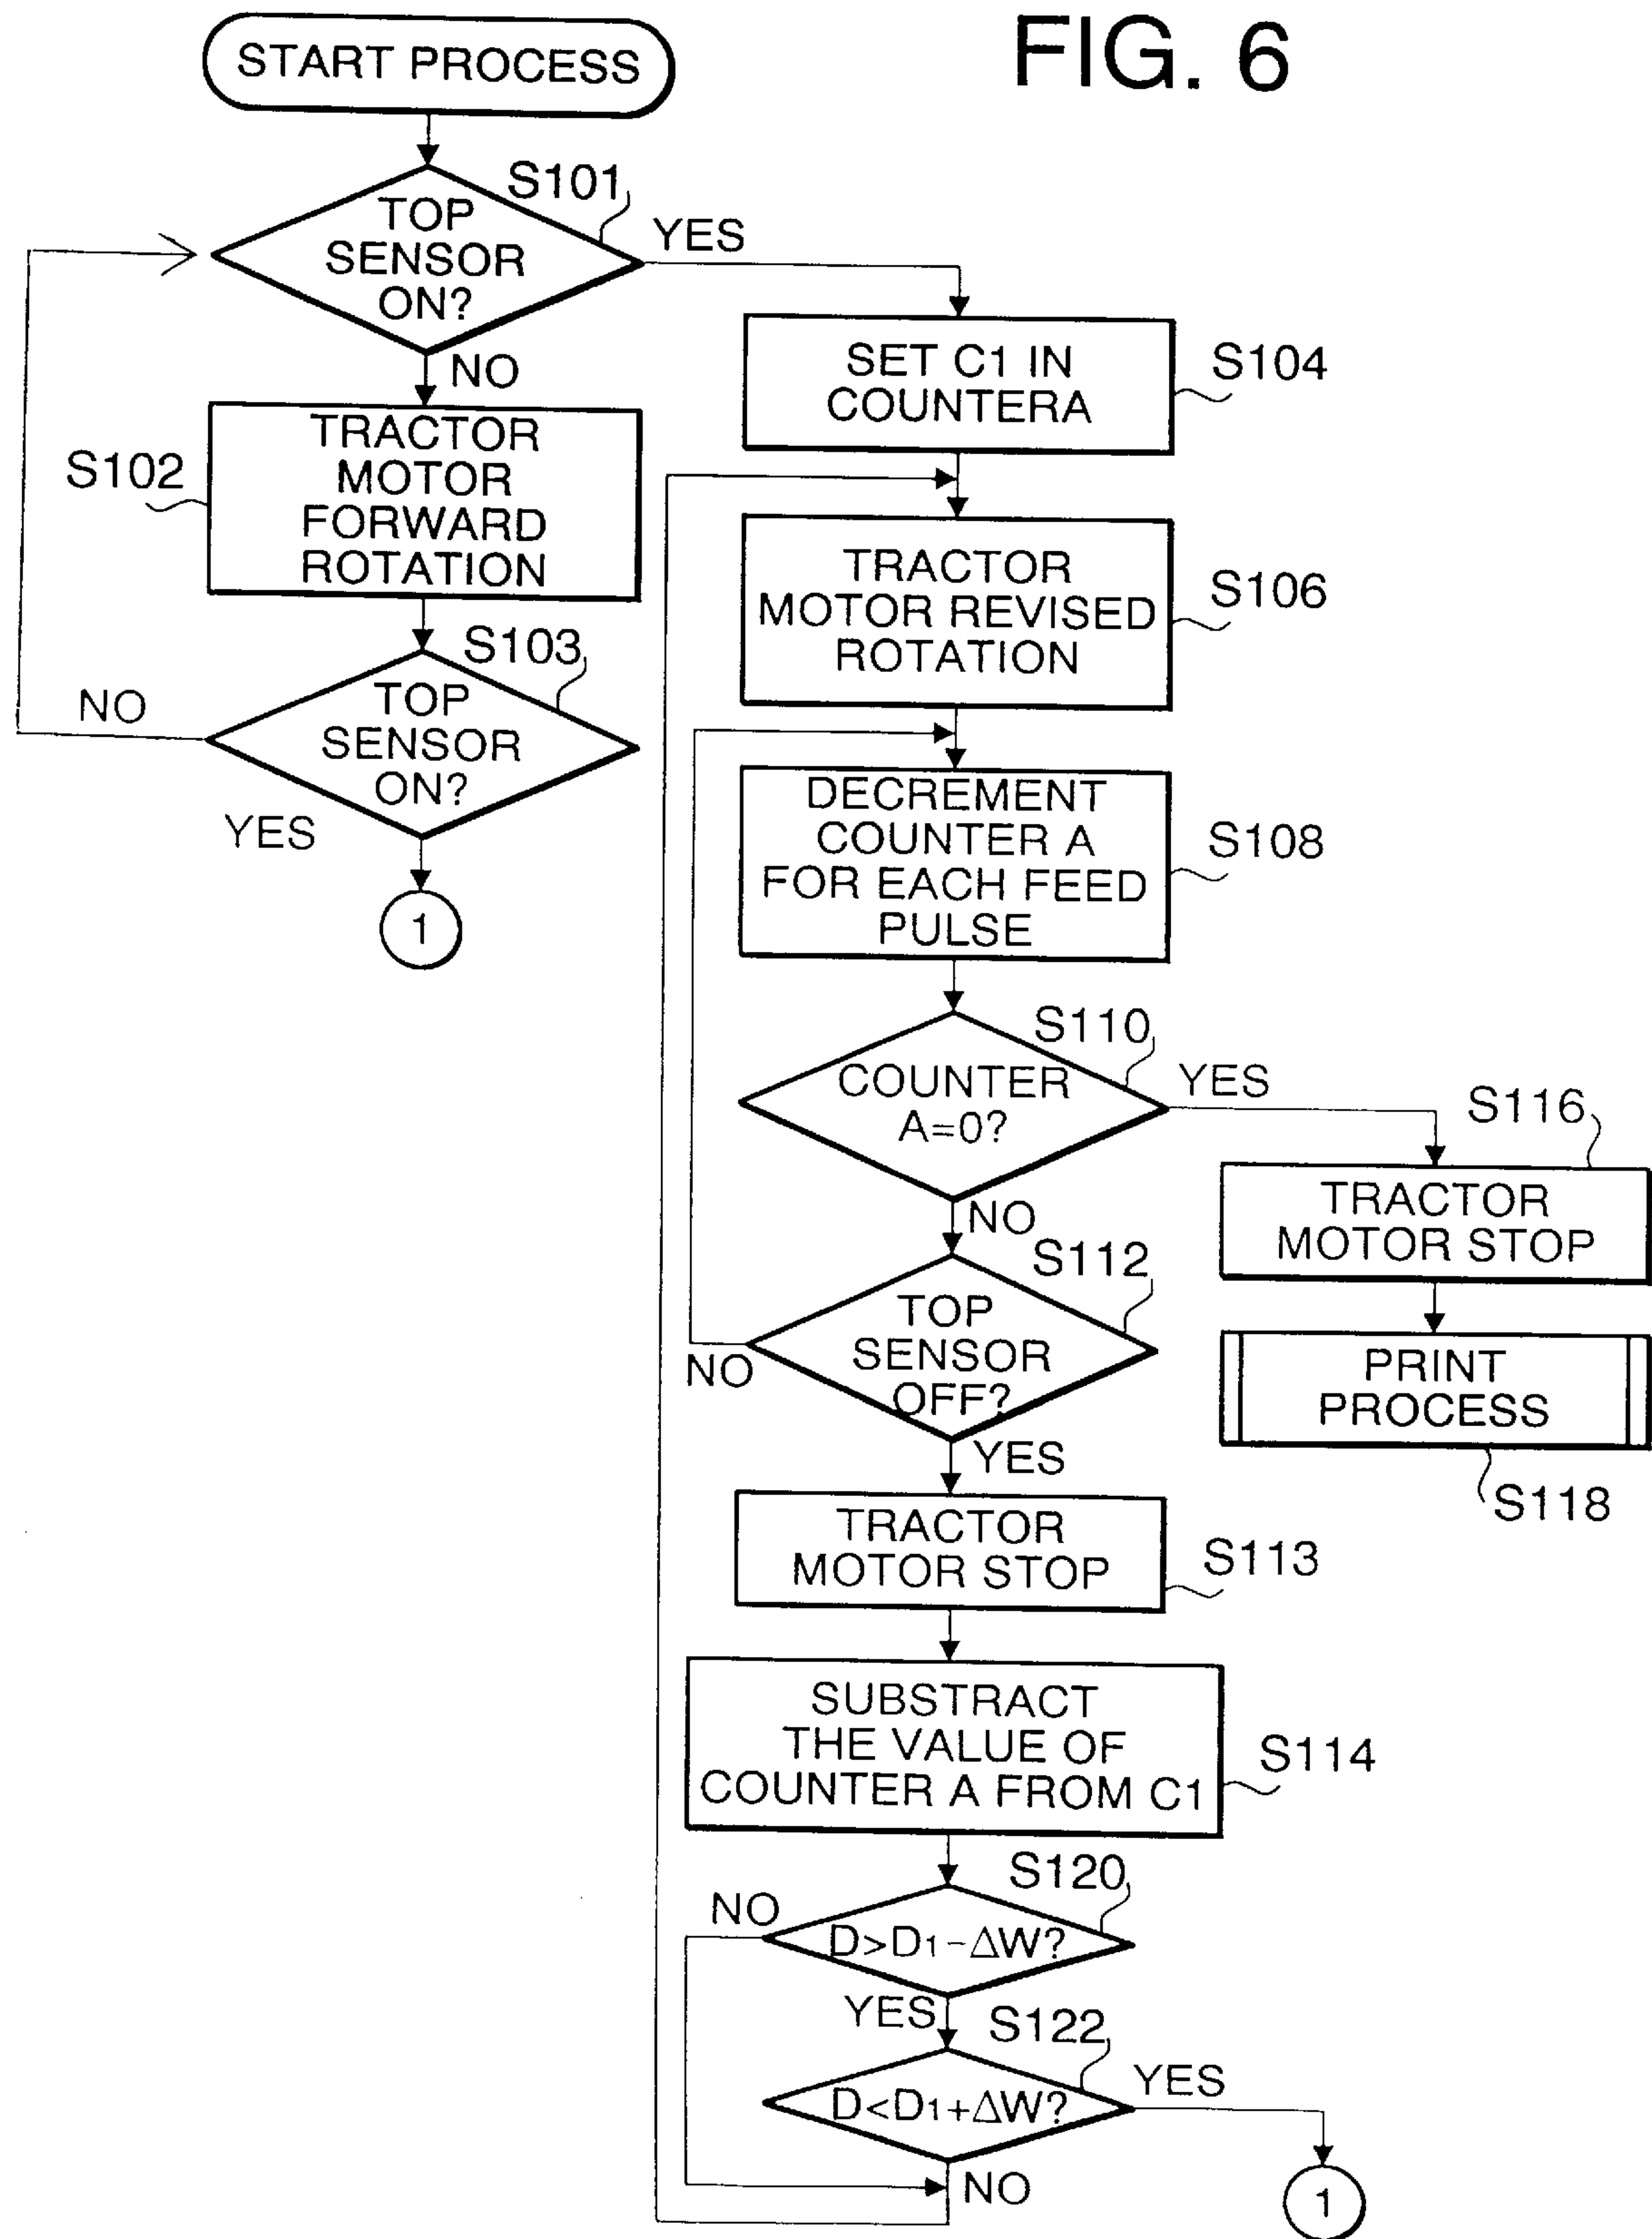 FIG. 6
START PROCESS
S101
TOP
SENSOR
ON?
YES
NO
S102
TRACTOR
MOTOR
FORWARD
ROTATION
S103
TOP
SENSOR
ON?
NO
YES
1
SET C1 IN
COUNTERA
S104
TRACTOR
MOTOR REVISED
ROTATION
S106
DECREMENT
COUNTER A
FOR EACH FEED
PULSE
S108
S110
COUNTER
A=0?
YES
NO
S116
TRACTOR
MOTOR STOP
PRINT
PROCESS
S118
S112
TOP
SENSOR
OFF?
NO
YES
TRACTOR
MOTOR STOP
S113
SUBSTRACT
THE VALUE OF
COUNTER A FROM C1
S114
S120
NO
D>D1-ΔW?
YES
S122
D<D1+ΔW?
YES
NO
1